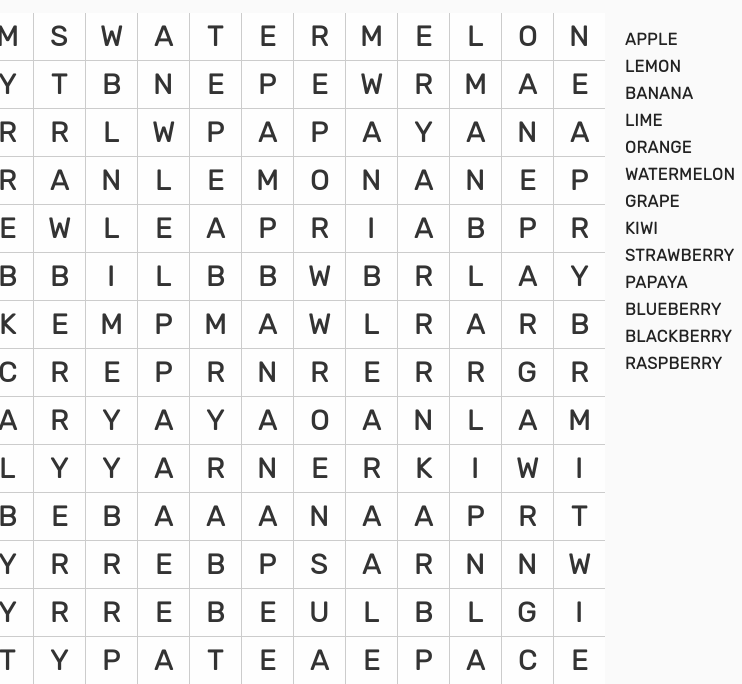 M S W A T E R M E L O N
Y T B N E P E W R M A E
R R L W P A P A Y A N A
R A N L E M O N A N E P
E W L E A P R I A B P R
B B I L B B W B R L A Y
K E M P M A W L R A R B
C R E P R N R E R R G R
A R Y A Y A O A N L A M
L Y Y A R N E R K I W I
B E B A A A N A A P R T
Y R R E B P S A R N N W
Y R R E B E U L B L G I
T Y P A T E A E P A C E
APPLE
LEMON
BANANA
LIME
ORANGE
WATERMELON
GRAPE
KIWI
STRAWBERRY
PAPAYA
BLUEBERRY
BLACKBERRY
RASPBERRY